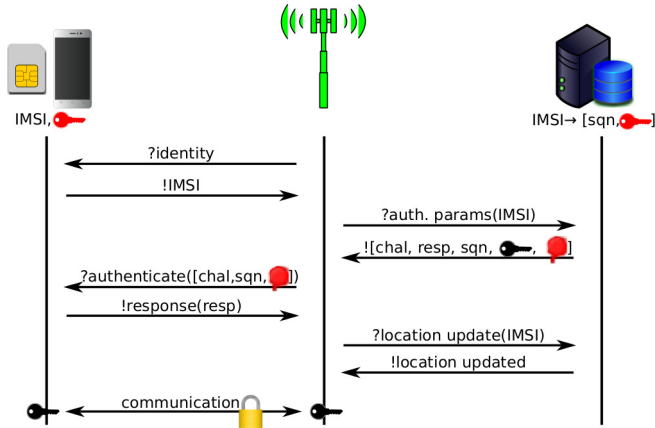 IMSI,
IMSI→ [sqn, ]
?identity
!IMSI
?auth. params(IMSI)
![chal, resp, sqn, , ]
?authenticate([chal,sqn, ])
!response(resp)
?location update(IMSI)
!location updated
communication